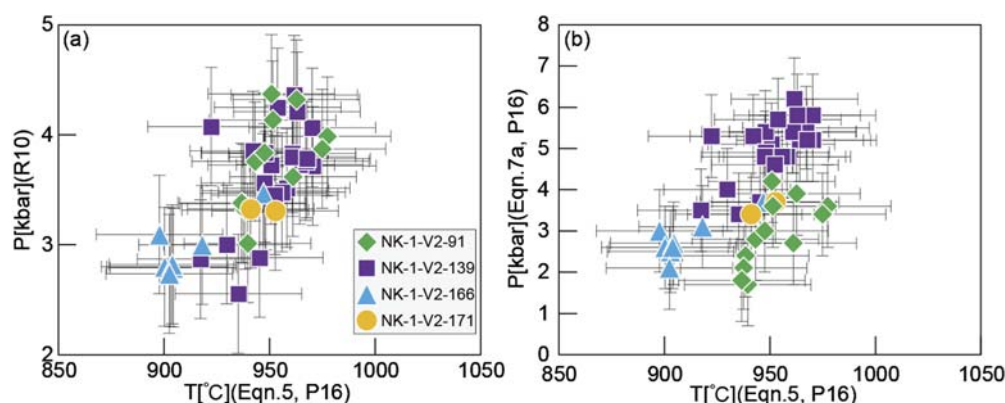 (a)
5
4
3
2
P[kbar](R10)
850
900
950
1000
1050
T[°C](Eqn.5, P16)
NK-1-V2-91
NK-1-V2-139
NK-1-V2-166
NK-1-V2-171
(b)
8
7
6
5
4
3
2
1
0
P[kbar](Eqn.7a, P16)
850
900
950
1000
1050
T[°C](Eqn.5, P16)